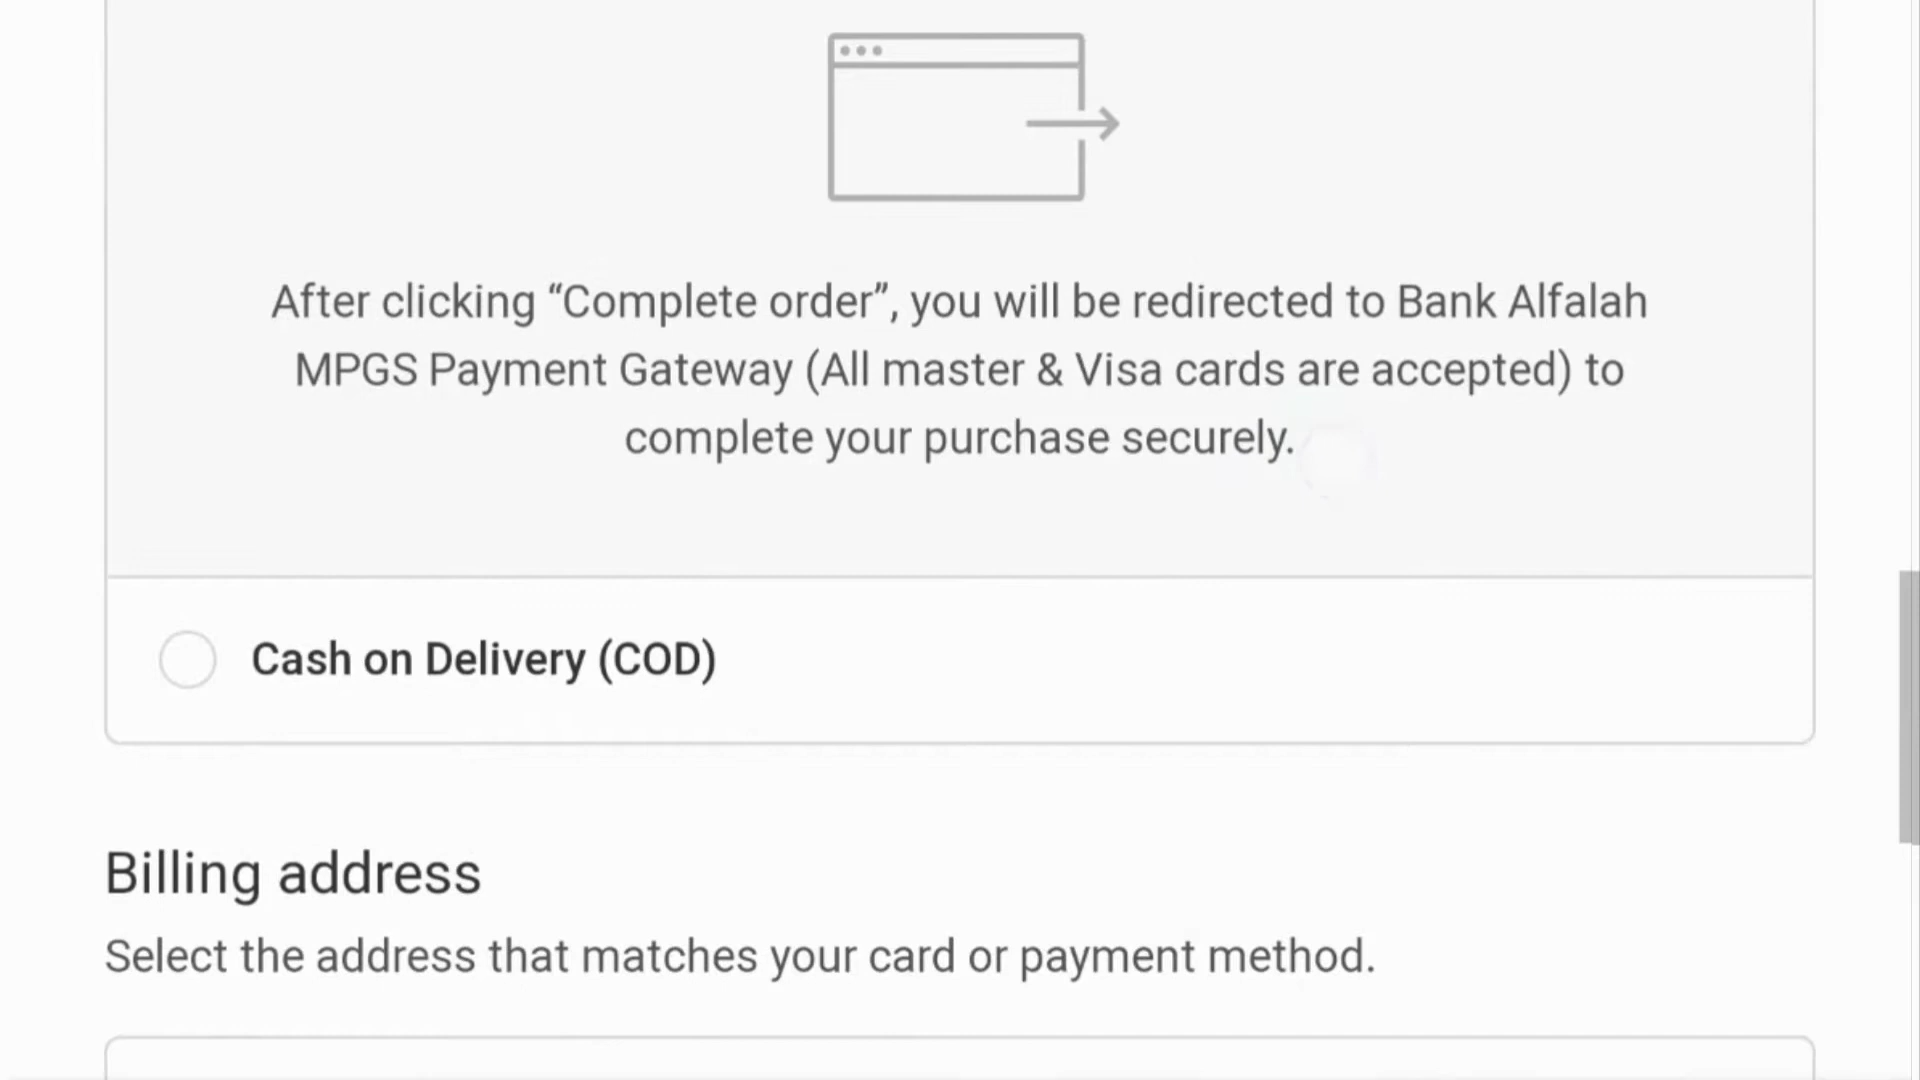 After clicking “Complete order”, you will be redirected to Bank Alfalah
MPGS Payment Gateway (All master & Visa cards are accepted) to
complete your purchase securely.
Cash on Delivery (COD)
Billing address
Select the address that matches your card or payment method.